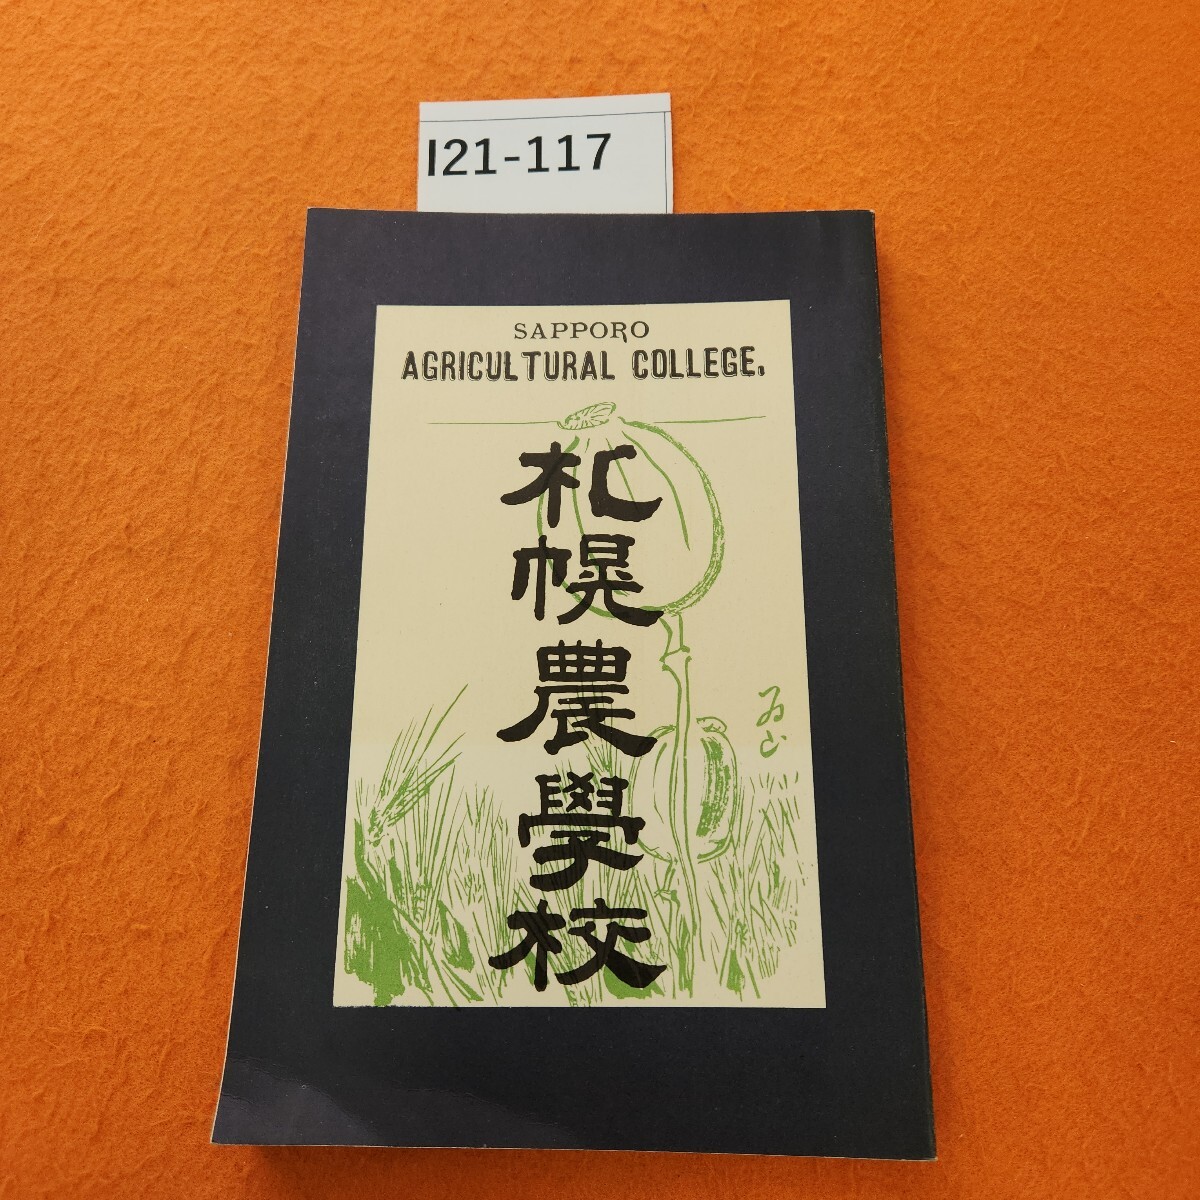 I21-117
SAPPORO
AGRICULTURAL COLLEGE.
札幌農學校